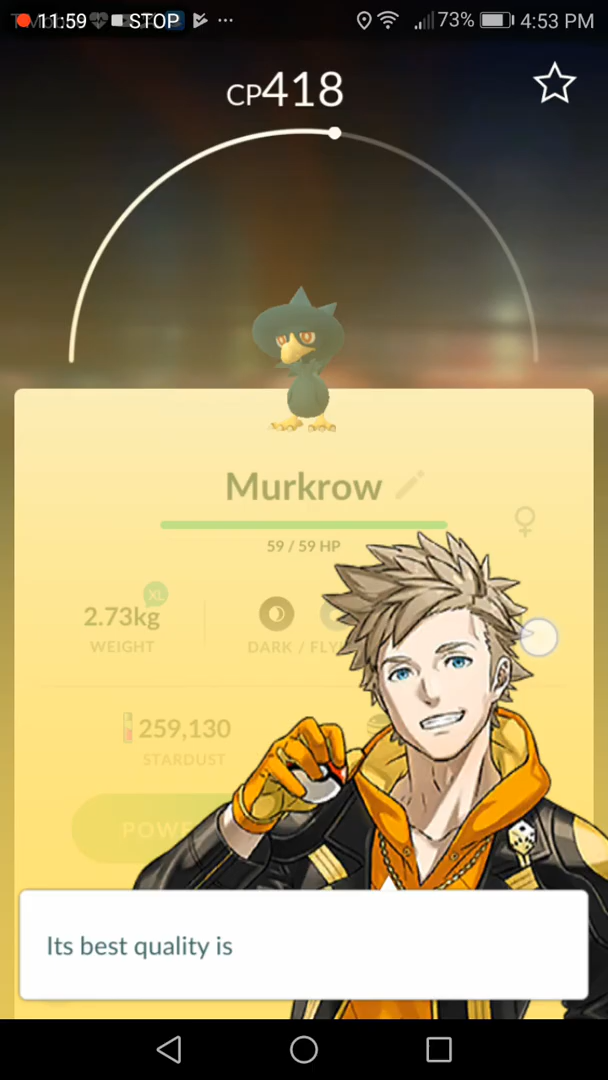 11:59 STOP ... 73% 4:53 PM
CP418
Murkrow
59 / 59 HP
XL
2.73kg
WEIGHT
DARK / FLY
259,130
STARDUST
POWE
Its best quality is